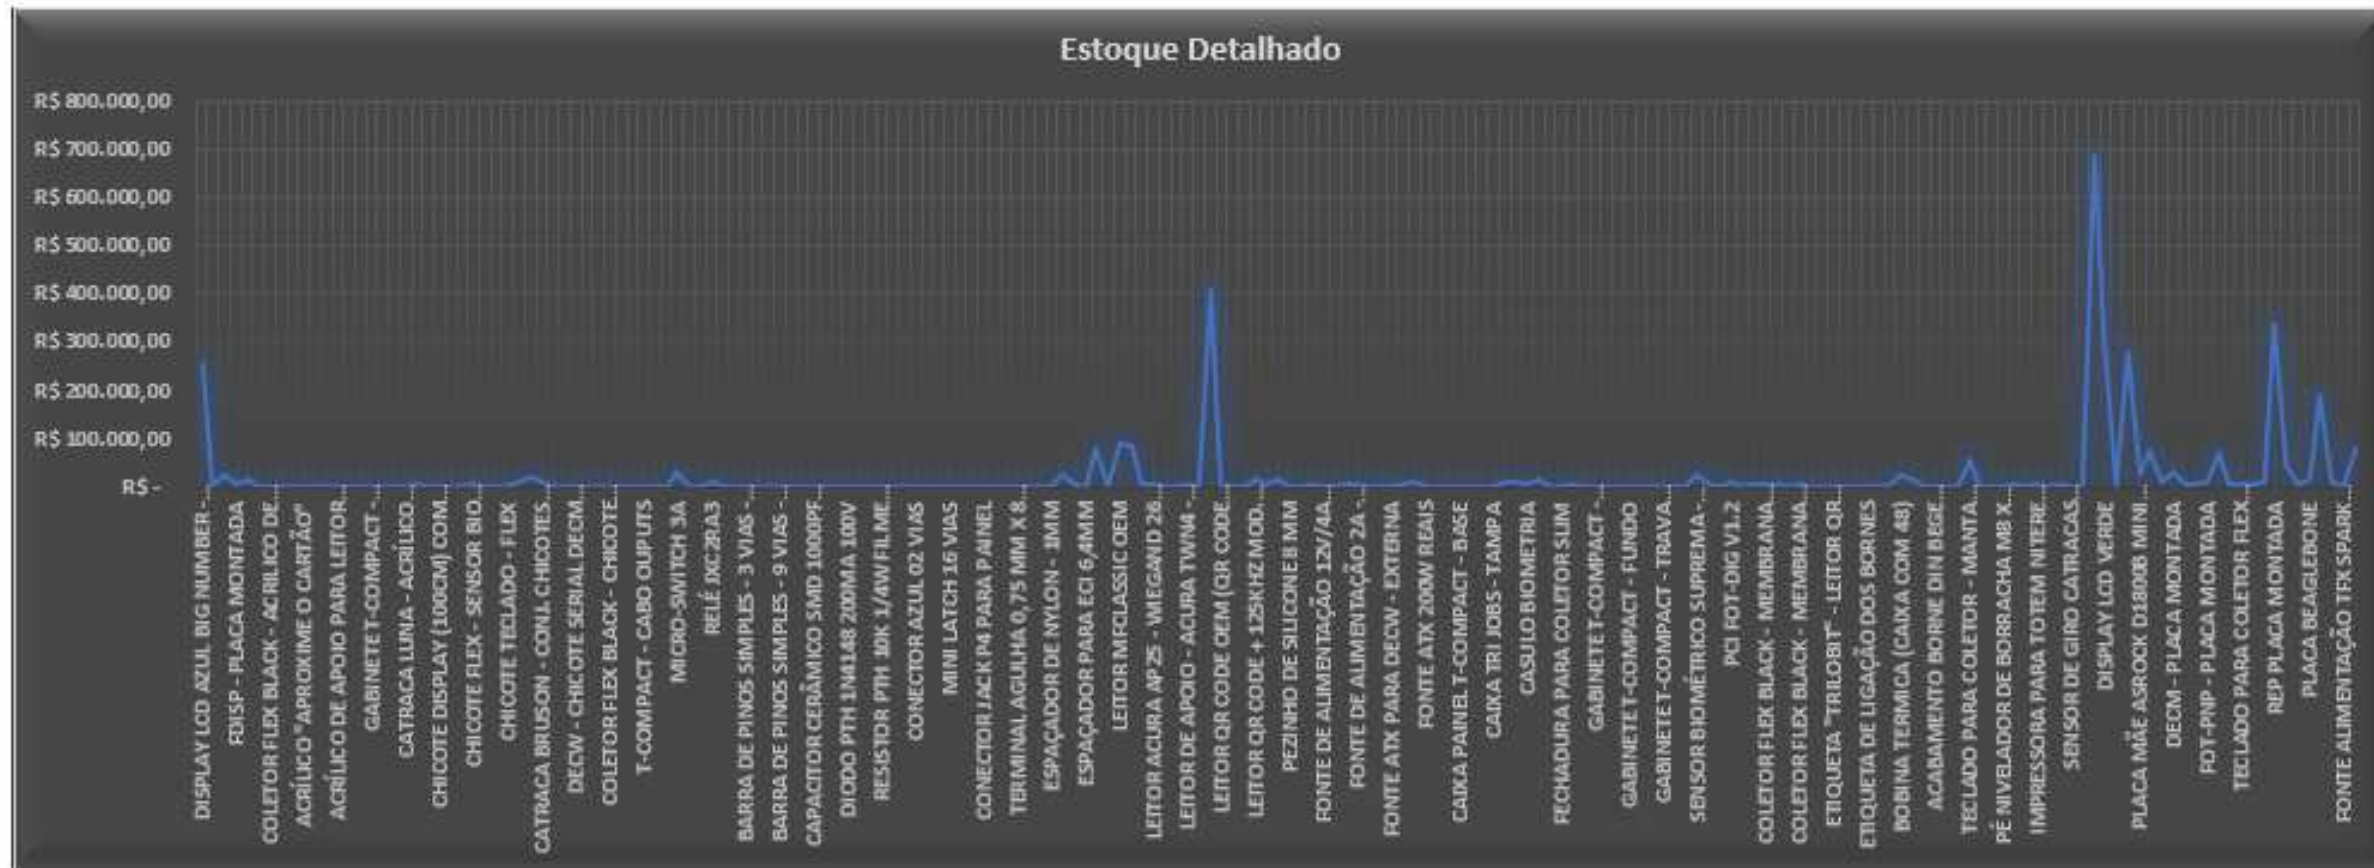 Estoque Detalhado
R$ 800.000,00
R$ 700.000,00
R$ 600.000,00
R$ 500.000,00
R$ 400.000,00
R$ 300.000,00
R$ 200.000,00
R$ 100.000,00
R$ -
DISPLAY LCD AZUL BIG NUMBER -
FDISP - PLACA MONTADA
COLETOR FLEX BLACK - ACRILICO DE
ACRÍLICO "APROXIME O CARTÃO"
ACRÍLICO DE APOIO PARA LEITOR
GABINETE T-COMPACT -
CATRACA LUNA - ACRÍLICO
CHICOTE DISPLAY (100CM) COM
CHICOTE FLEX - SENSOR BIO
CHICOTE TECLADO - FLEX
CATRACA BRUSON - CONJ. CHICOTES
DECW - CHICOTE SERIAL DECM
COLETOR FLEX BLACK - CHICOTE
T-COMPACT - CABO OUPUTS
MICRO-SWITCH 3A
RELÉ JXC2RA3
BARRA DE PINOS SIMPLES - 3 VIAS -
BARRA DE PINOS SIMPLES - 9 VIAS -
CAPACITOR CERÂMICO SMD 1000PF
DIODO PTH 1N4148 200MA 100V
RESISTOR PTH 10K 1/4W FILME
CONECTOR AZUL 02 VIAS
MINI LATCH 16 VIAS
CONECTOR JACK P4 PARA PAINEL
TERMINAL AGULHA 0,75 MM X 8
ESPAÇADOR DE NYLON - 1MM
ESPAÇADOR PARA ECI 6,4MM
LEITOR MFCLASSIC OEM
LEITOR ACURA AP25 - WIEGAND 26
LEITOR DE APOIO - ACURA TWN4 -
LEITOR QR CODE OEM (QR CODE
LEITOR QR CODE + 125KHZ MOD.
PEZINHO DE SILICONE 8 MM
FONTE DE ALIMENTAÇÃO 12V/4A
FONTE DE ALIMENTAÇÃO 2A -
FONTE ATX PARA DECW - EXTERNA
FONTE ATX 200W REAIS
CAIXA PAINEL T-COMPACT - BASE
CAIXA TRI JOBS - TAMPA
CASULO BIOMETRIA
FECHADURA PARA COLETOR SLIM
GABINETE T-COMPACT -
GABINETE T-COMPACT - FUNDO
GABINETE T-COMPACT - TRAVA
SENSOR BIOMÉTRICO SUPREMA -
PCI FOT-DIG V1.2
COLETOR FLEX BLACK - MEMBRANA
COLETOR FLEX BLACK - MEMBRANA
ETIQUETA "TRILOBIT" - LEITOR QR
ETIQUETA DE LIGAÇÃO DOS BORNES
BOBINA TERMICA (CAIXA COM 48)
ACABAMENTO BORNE DIN BEGE
TECLADO PARA COLETOR - MANTA
PÉ NIVELADOR DE BORRACHA M8 X
IMPRESSORA PARA TOTEM NITERE
SENSOR DE GIRO CATRACAS
DISPLAY LCD VERDE
PLACA MÃE ASROCK D1800B MINI
DECM - PLACA MONTADA
FOT-PNP - PLACA MONTADA
TECLADO PARA COLETOR FLEX
REP PLACA MONTADA
PLACA BEAGLEBONE
FONTE ALIMENTAÇÃO TFX SPARK